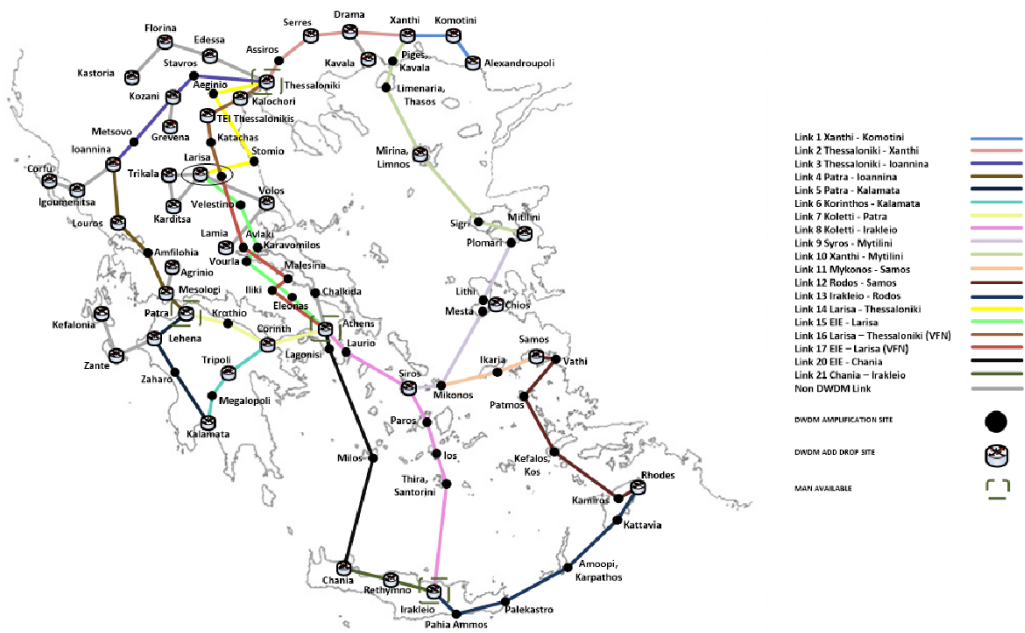 Drama
Xanthi
Komotini
Serres
Florina
Edessa
Assiros
Stavros
Kavala
Piges,
Kavala
Alexandroupoli
Kastoria
Aeginio
Thessaloniki
Limenaria,
Thasos
Kozani
Kalochori
TEI Thessalonikis
Metsovo
Grevena
Katachas
Ioannina
Larisa
Stomio
Mirina,
Limnos
Corfu
Trikala
Igoumenitsa
Volos
Karditsa
Velestino
Louros
Sigri
Mitilini
Lamia
Avlaki
Karavomilos
Plomari
Amfilohia
Vourla
Malesina
Agrinio
Iliki
Chalkida
Lithi
Mesologi
Eleonas
Chios
Mesta
Patra
Krathio
Kefalonia
Corinth
Athens
Lehena
Lagonisi
Laurio
Samos
Zante
Tripoli
Ikaria
Vathi
Zaharo
Siros
Mikonos
Megalopoli
Patmos
Paros
Kalamata
Milos
Ios
Kefalos,
Kos
Thira,
Santorini
Rhodes
Kamiros
Kattavia
Amoopi,
Karpathos
Chania
Rethymno
Irakleio
Palekastro
Pahia Ammos
Link 1 Xanthi - Komotini
Link 2 Thessaloniki - Xanthi
Link 3 Thessaloniki - Ioannina
Link 4 Patra - Ioannina
Link 5 Patra - Kalamata
Link 6 Korinthos - Kalamata
Link 7 Koletti - Patra
Link 8 Koletti - Irakleio
Link 9 Syros - Mytilini
Link 10 Xanthi - Mytilini
Link 11 Mykonos - Samos
Link 12 Rodos - Samos
Link 13 Irakleio - Rodos
Link 14 Larisa - Thessaloniki
Link 15 EIE - Larisa
Link 16 Larisa – Thessaloniki (VFN)
Link 17 EIE – Larisa (VFN)
Link 20 EIE - Chania
Link 21 Chania – Irakleio
Non DWDM Link
DWDM AMPLIFICATION SITE
DWDM ADD DROP SITE
MAN AVAILABLE